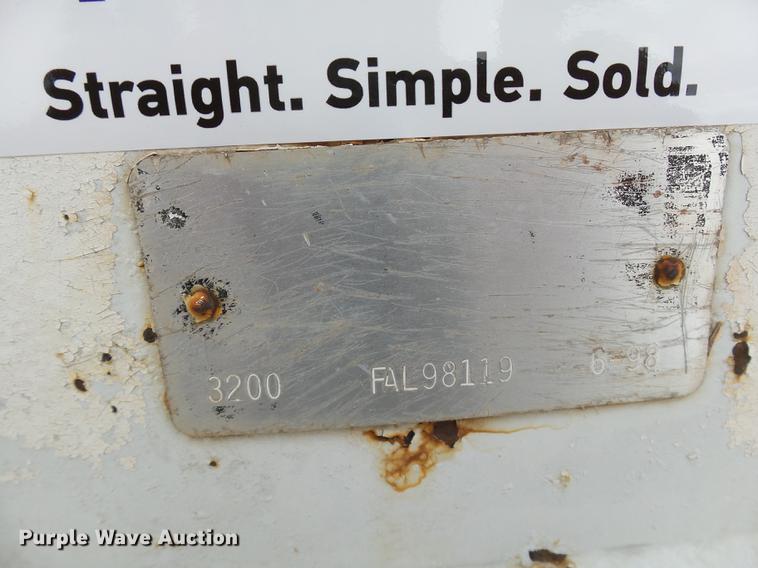 Straight. Simple. Sold.
3200 FAL98119 6-98
Purple Wave Auction